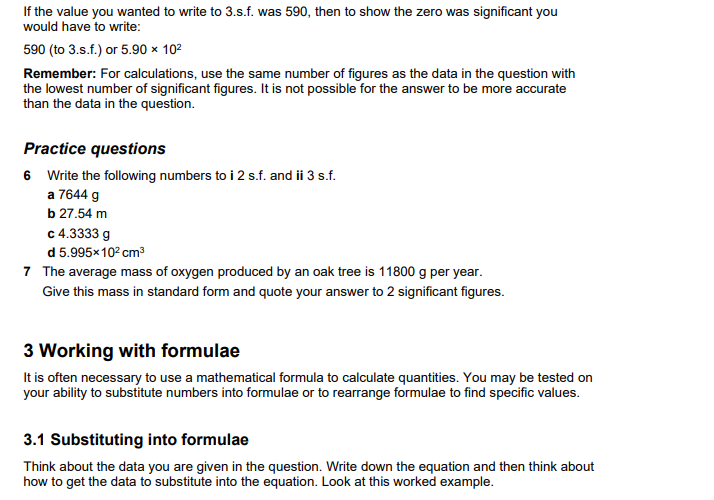 If the value you wanted to write to 3.s.f. was 590, then to show the zero was significant you
would have to write:
590 (to 3.s.f.) or 5.90 × 10²
Remember: For calculations, use the same number of figures as the data in the question with
the lowest number of significant figures. It is not possible for the answer to be more accurate
than the data in the question.
Practice questions
6 Write the following numbers to i 2 s.f. and ii 3 s.f.
a 7644 g
b 27.54 m
c 4.3333 g
d 5.995×10² cm³
7 The average mass of oxygen produced by an oak tree is 11800 g per year.
Give this mass in standard form and quote your answer to 2 significant figures.
3 Working with formulae
It is often necessary to use a mathematical formula to calculate quantities. You may be tested on
your ability to substitute numbers into formulae or to rearrange formulae to find specific values.
3.1 Substituting into formulae
Think about the data you are given in the question. Write down the equation and then think about
how to get the data to substitute into the equation. Look at this worked example.